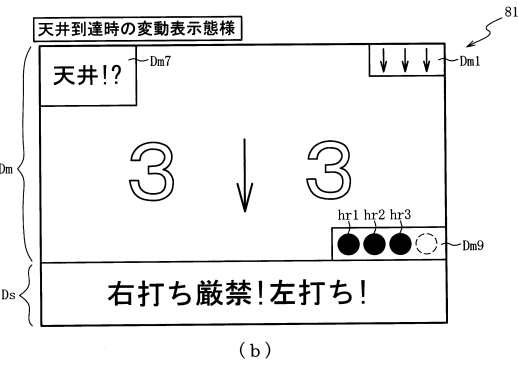 天井到達時の変動表示態様
81
天井!?
Dm7
Dm1
Dm
3
3
hr1 hr2 hr3
Dm9
Ds
右打ち厳禁!左打ち!
(b)